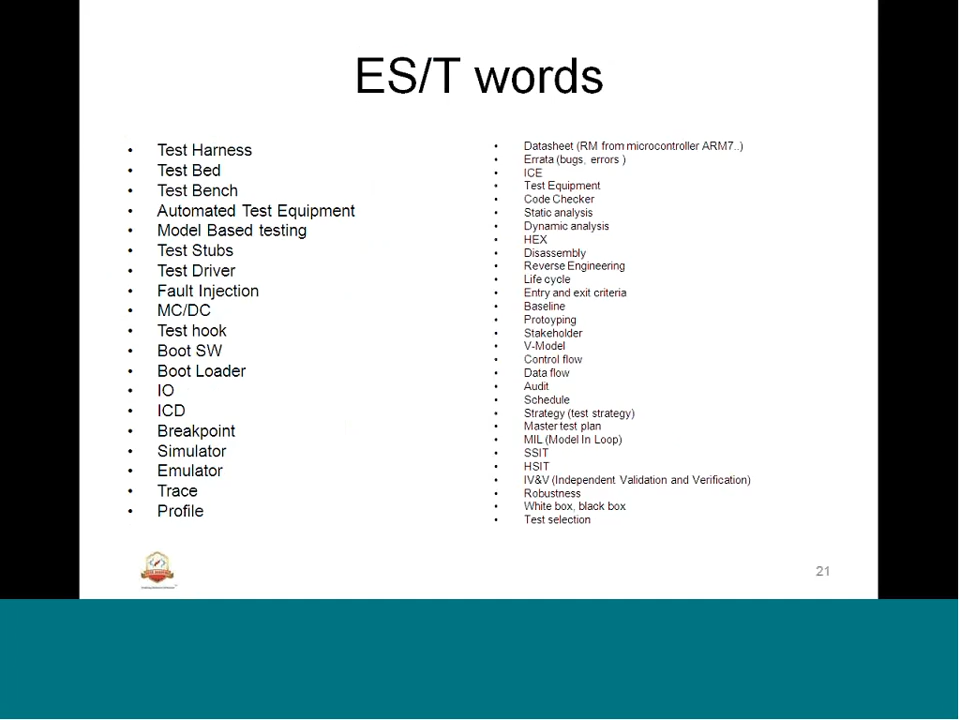 ES/T words
• Test Harness
• Test Bed
• Test Bench
• Automated Test Equipment
• Model Based testing
• Test Stubs
• Test Driver
• Fault Injection
• MC/DC
• Test hook
• Boot SW
• Boot Loader
• IO
• ICD
• Breakpoint
• Simulator
• Emulator
• Trace
• Profile
• Datasheet (RM from microcontroller ARM7..)
• Errata (bugs, errors )
• ICE
• Test Equipment
• Code Checker
• Static analysis
• Dynamic analysis
• HEX
• Disassembly
• Reverse Engineering
• Life cycle
• Entry and exit criteria
• Baseline
• Protoyping
• Stakeholder
• V-Model
• Control flow
• Data flow
• Audit
• Schedule
• Strategy (test strategy)
• Master test plan
• MIL (Model In Loop)
• SSIT
• HSIT
• IV&V (Independent Validation and Verification)
• Robustness
• White box, black box
• Test selection
21